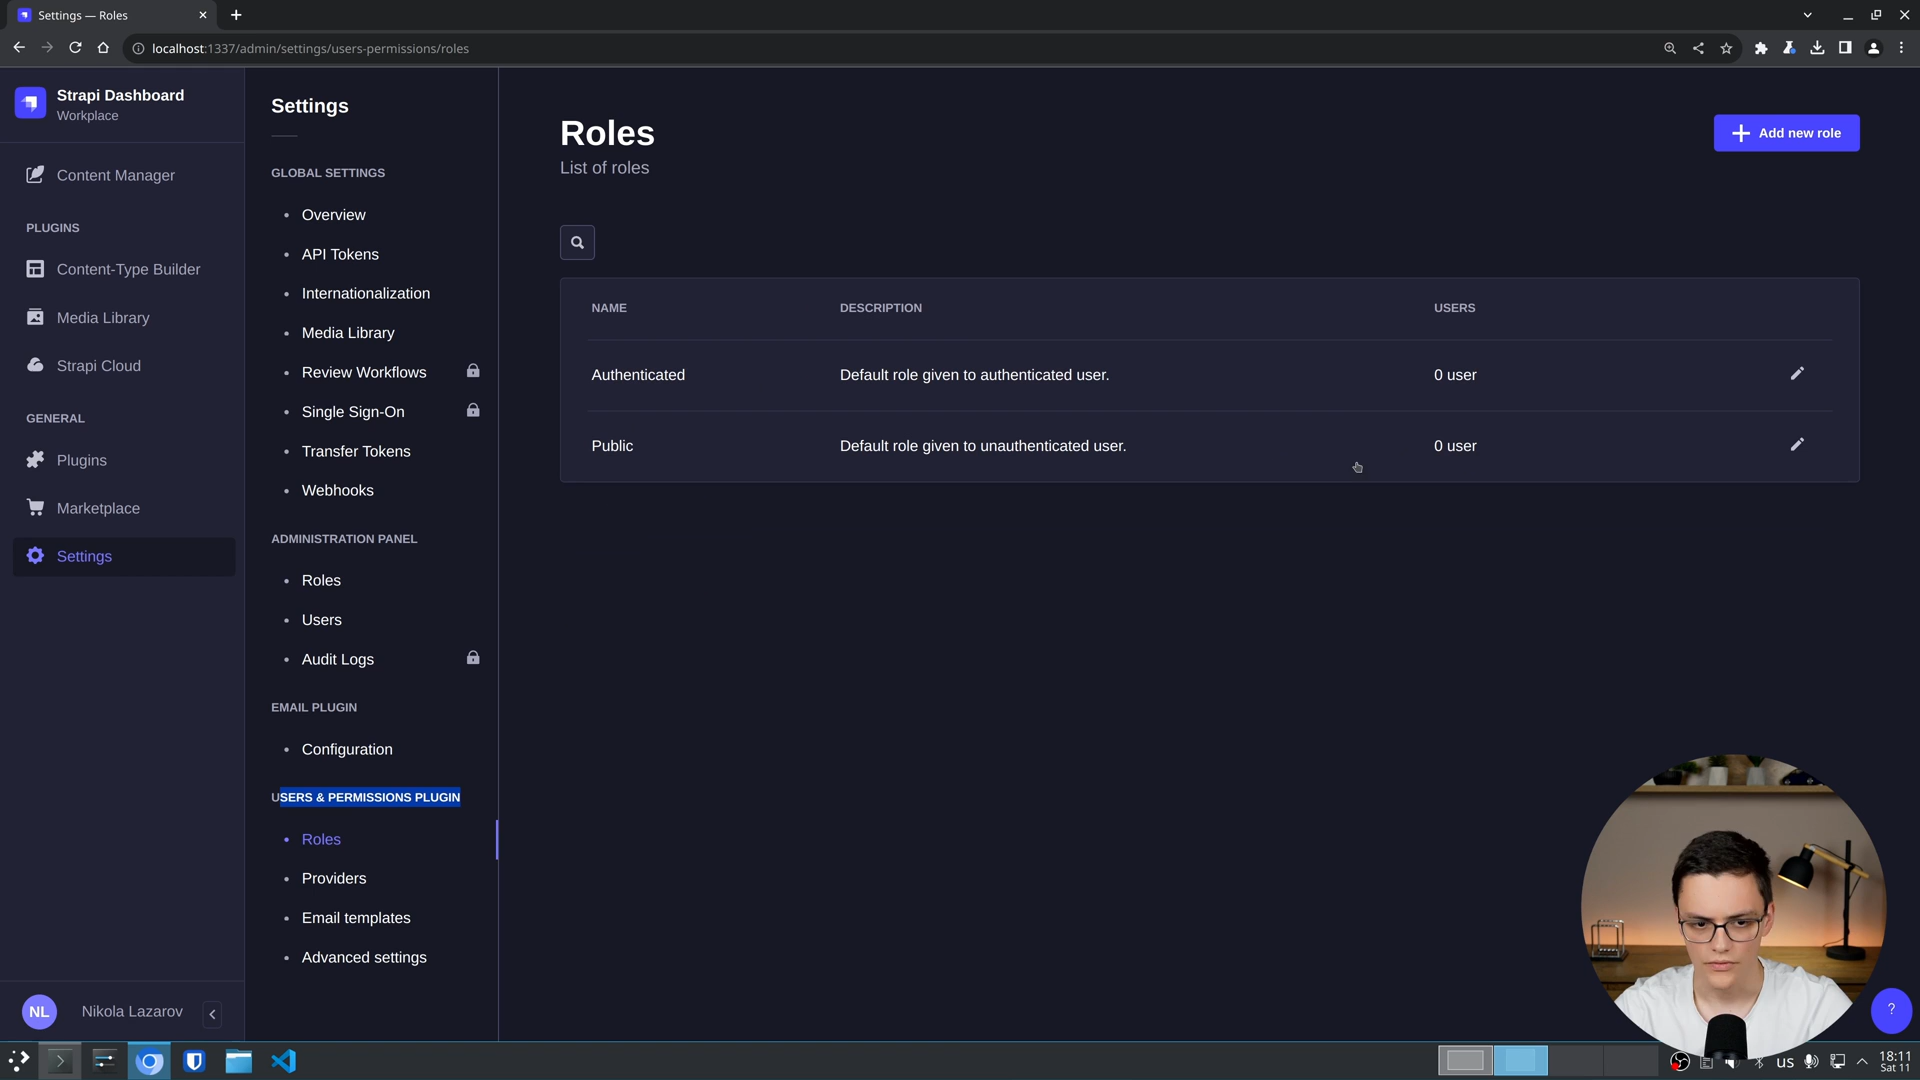 Settings — Roles
localhost:1337/admin/settings/users-permissions/roles
Strapi Dashboard
Workplace
Content Manager
PLUGINS
Content-Type Builder
Media Library
Strapi Cloud
GENERAL
Plugins
Marketplace
Settings
NL
Nikola Lazarov
Settings
GLOBAL SETTINGS
Overview
API Tokens
Internationalization
Media Library
Review Workflows
Single Sign-On
Transfer Tokens
Webhooks
ADMINISTRATION PANEL
Roles
Users
Audit Logs
EMAIL PLUGIN
Configuration
USERS & PERMISSIONS PLUGIN
Roles
Providers
Email templates
Advanced settings
Roles
List of roles
Add new role
NAME DESCRIPTION USERS
Authenticated Default role given to authenticated user. 0 user
Public Default role given to unauthenticated user. 0 user
?
us
18:11
Sat 11